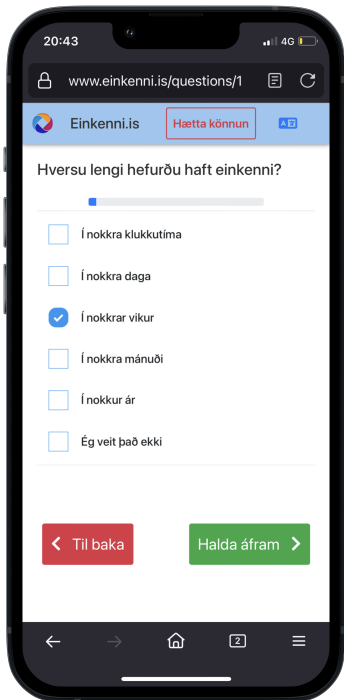 20:43
4G
www.einkenni.is/questions/1
Einkenni.is
Hætta könnun
A
Hversu lengi hefurðu haft einkenni?
Í nokkra klukkutíma
Í nokkra daga
Í nokkrar vikur
Í nokkra mánuði
Í nokkur ár
Ég veit það ekki
Til baka
Halda áfram
2